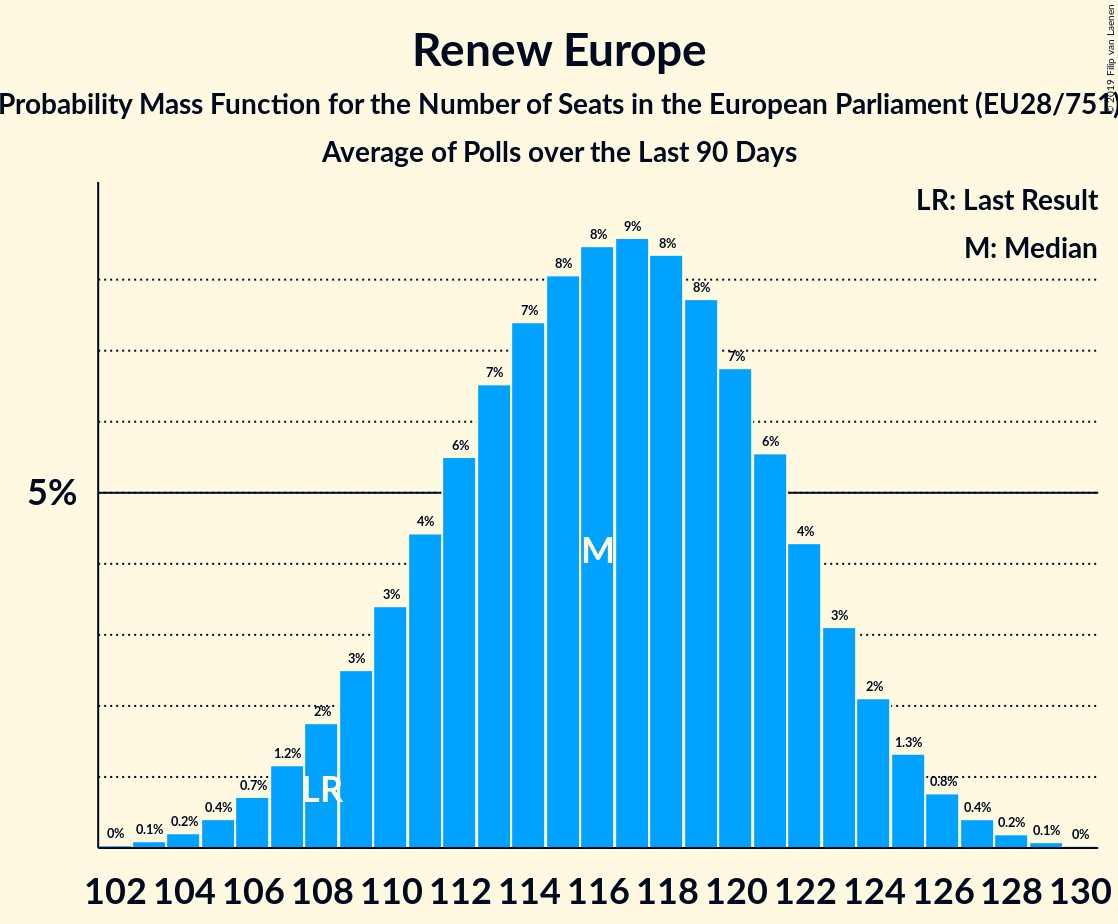 Renew Europe
Probability Mass Function for the Number of Seats in the European Parliament (EU28/751)
Average of Polls over the Last 90 Days
© 2019 Filip van Laenen
LR: Last Result
M: Median
5%
0% 0.1% 0.2% 0.4% 0.7% 1.2% 2% 3% 3% 4% 6% 7% 7% 8% 8% 9% 8% 8% 7% 6% 4% 3% 2% 1.3% 0.8% 0.4% 0.2% 0.1% 0%
M
LR
102 104 106 108 110 112 114 116 118 120 122 124 126 128 130